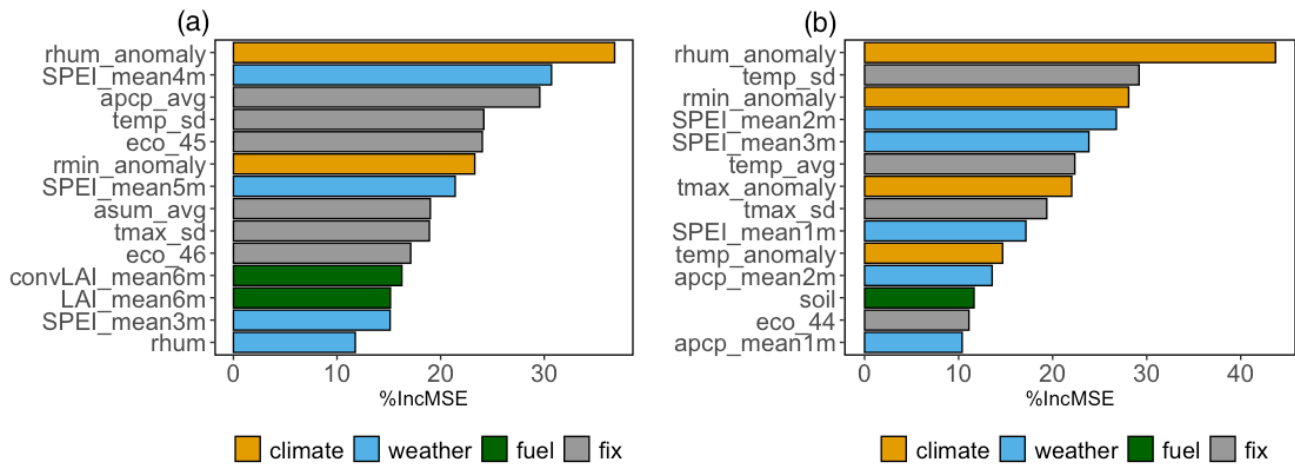 (a)
rhum_anomaly
SPEI_mean4m
apcp_avg
temp_sd
eco_45
rmin_anomaly
SPEI_mean5m
asum_avg
tmax_sd
eco_46
convLAI_mean6m
LAI_mean6m
SPEI_mean3m
rhum
0 10 20 30
%IncMSE
climate weather fuel fix
(b)
rhum_anomaly
temp_sd
rmin_anomaly
SPEI_mean2m
SPEI_mean3m
temp_avg
tmax_anomaly
tmax_sd
SPEI_mean1m
temp_anomaly
apcp_mean2m
soil
eco_44
apcp_mean1m
0 10 20 30 40
%IncMSE
climate weather fuel fix